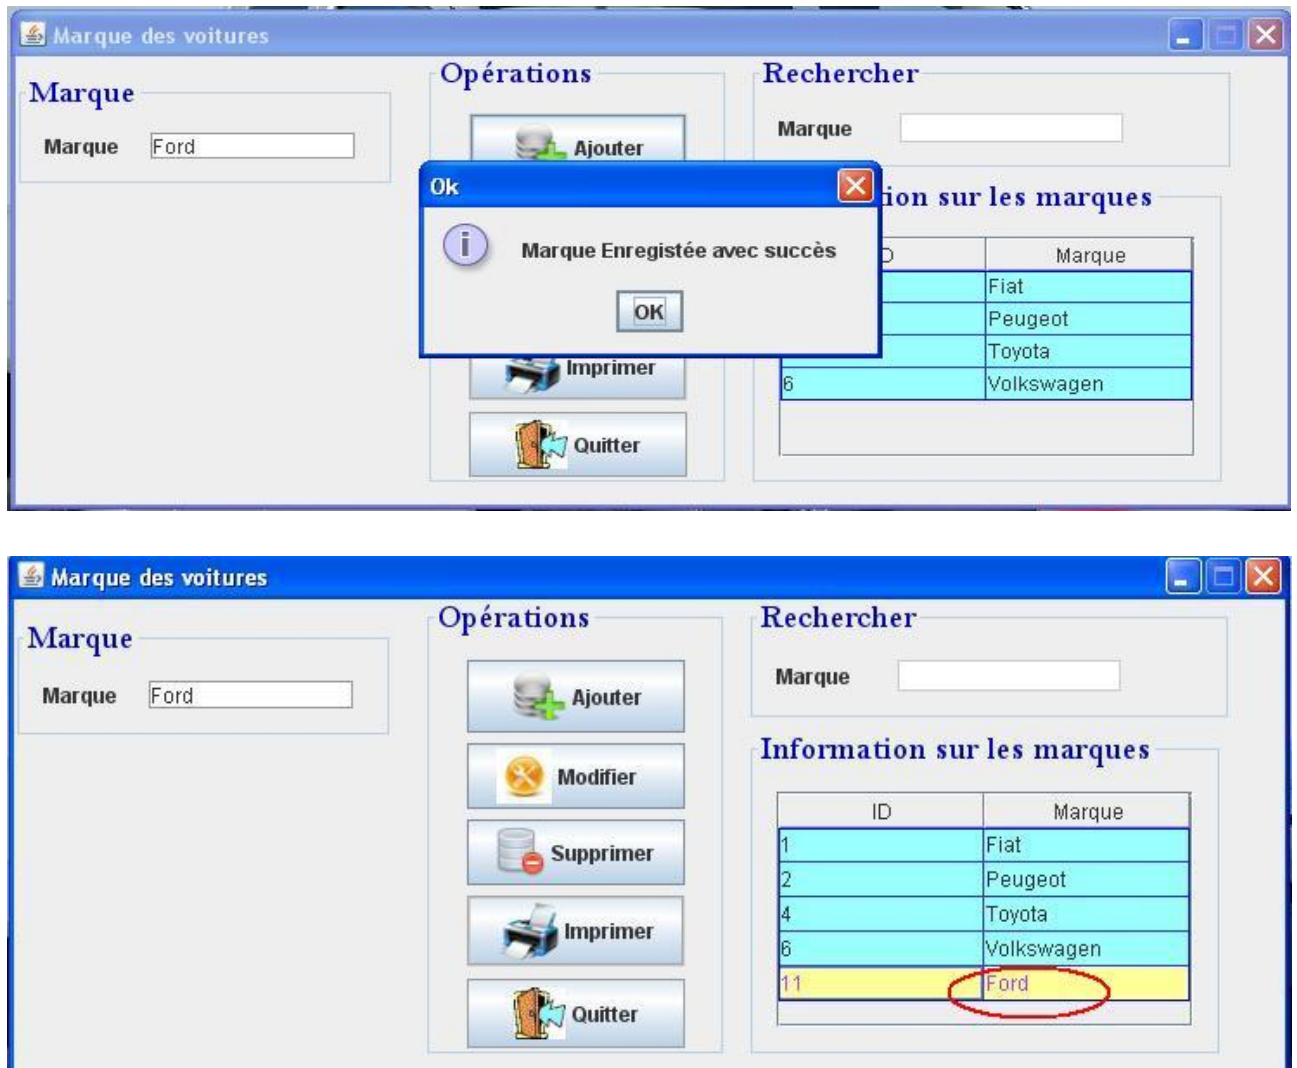 Marque des voitures
Marque
Marque Ford
Opérations
Ajouter
Imprimer
Quitter
Rechercher
Marque
ion sur les marques
Marque
Fiat
Peugeot
Toyota
6 Volkswagen
Ok
Marque Enregistée avec succès
OK
Marque des voitures
Marque
Marque Ford
Opérations
Ajouter
Modifier
Supprimer
Imprimer
Quitter
Rechercher
Marque
Information sur les marques
ID Marque
1 Fiat
2 Peugeot
4 Toyota
6 Volkswagen
11 Ford